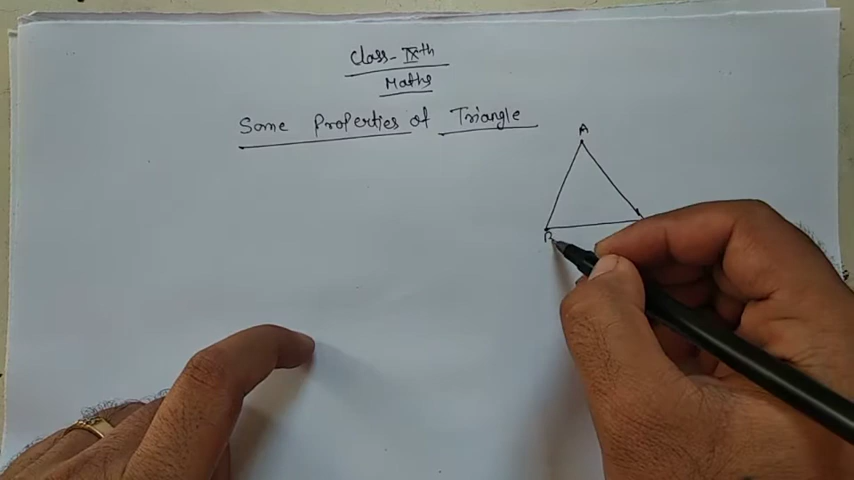 Class-IXth
Maths
Some Properties of Triangle
A
B